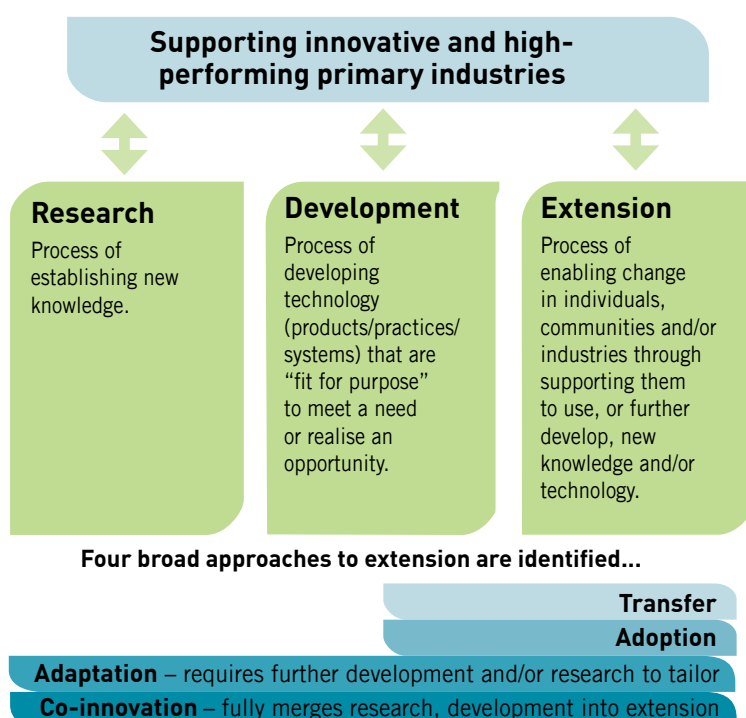 Supporting innovative and high-
performing primary industries
Research
Process of
establishing new
knowledge.
Development
Process of
developing
technology
(products/practices/
systems) that are
“fit for purpose”
to meet a need
or realise an
opportunity.
Extension
Process of
enabling change
in individuals,
communities and/or
industries through
supporting them
to use, or further
develop, new
knowledge and/or
technology.
Four broad approaches to extension are identified...
Transfer
Adoption
Adaptation – requires further development and/or research to tailor
Co-innovation – fully merges research, development into extension